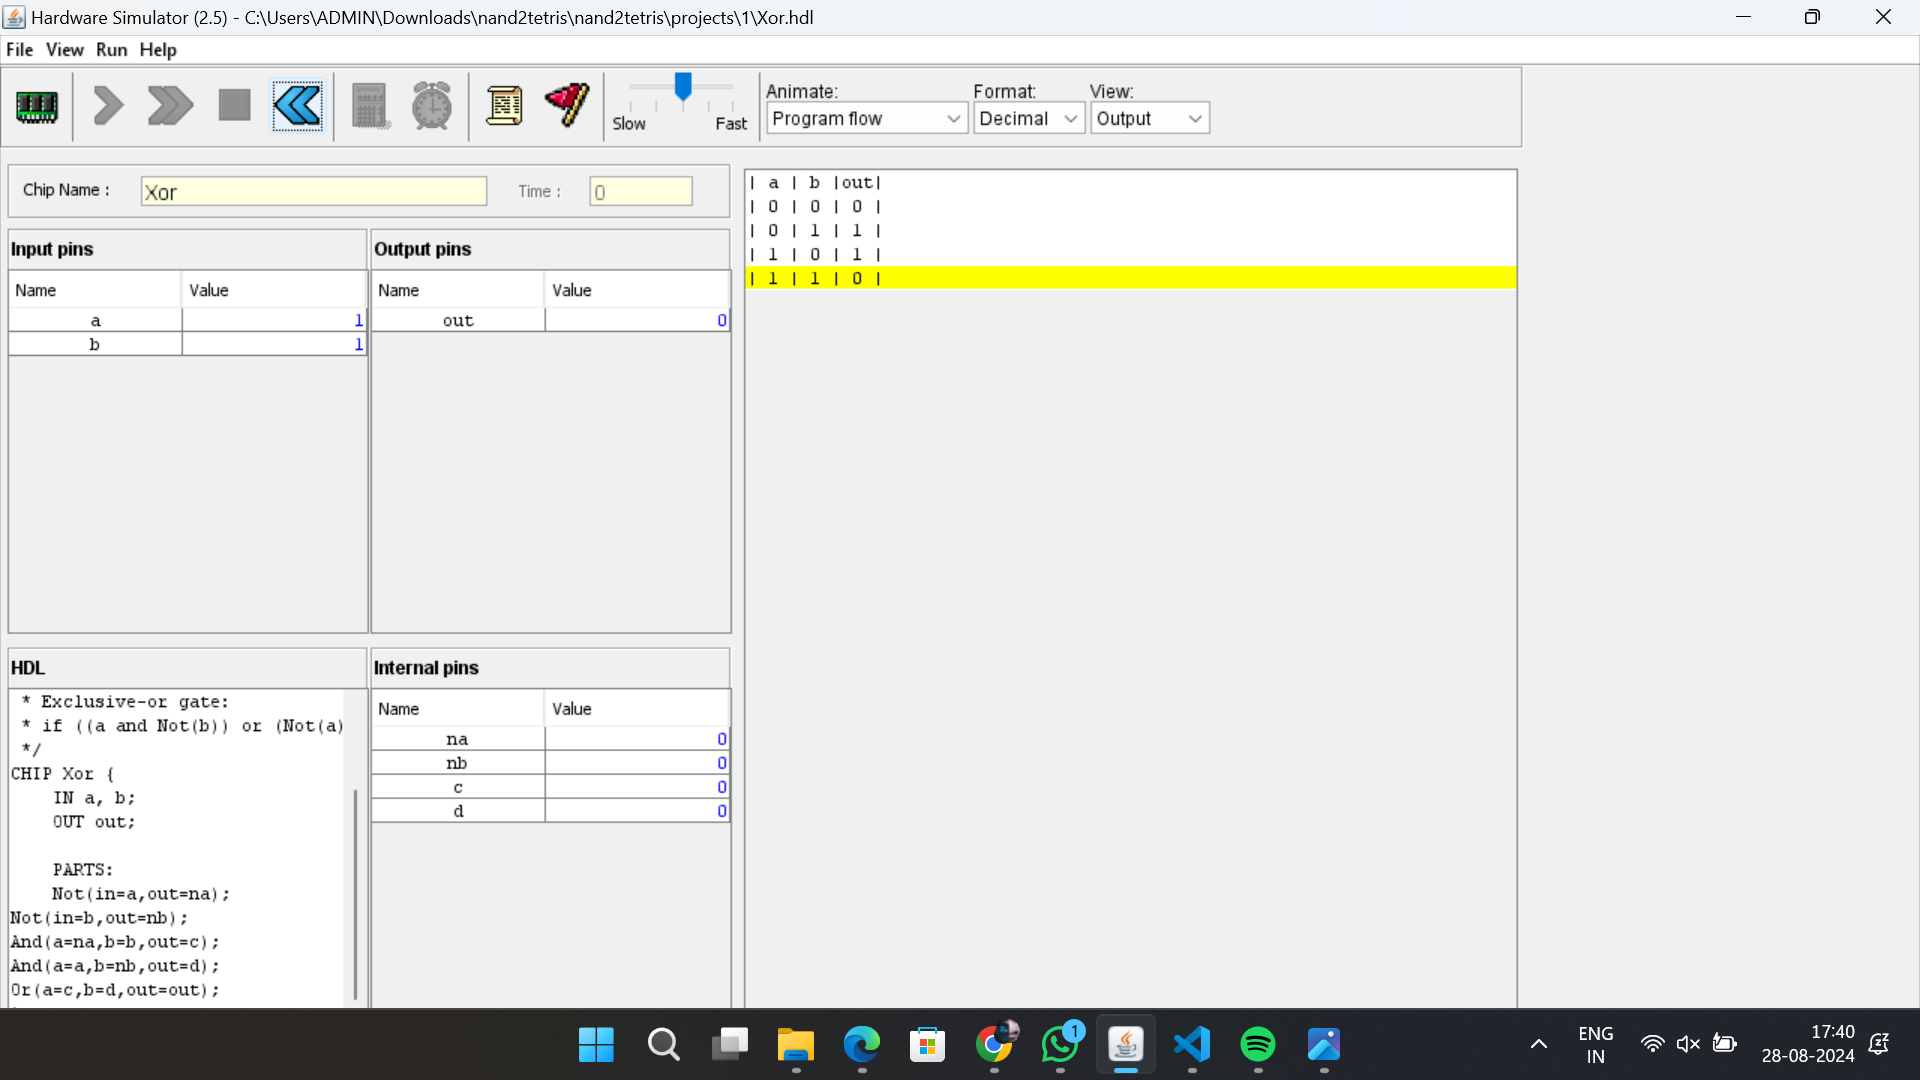 Hardware Simulator (2.5) - C:\Users\ADMIN\Downloads\nand2tetris\nand2tetris\projects\1\Xor.hdl
File View Run Help
Slow Fast
Animate:
Program flow
Format:
Decimal
View:
Output
Chip Name : Xor Time : 0
Input pins
Name Value
a 1
b 1
Output pins
Name Value
out 0
| a | b |out|
| 0 | 0 | 0 |
| 0 | 1 | 1 |
| 1 | 0 | 1 |
| 1 | 1 | 0 |
HDL
* Exclusive-or gate:
* if ((a and Not(b)) or (Not(a)
*/
CHIP Xor {
IN a, b;
OUT out;
PARTS:
Not(in=a,out=na);
Not(in=b,out=nb);
And(a=na,b=b,out=c);
And(a=a,b=nb,out=d);
Or(a=c,b=d,out=out);
Internal pins
Name Value
na 0
nb 0
c 0
d 0
1
ENG
IN
17:40
28-08-2024